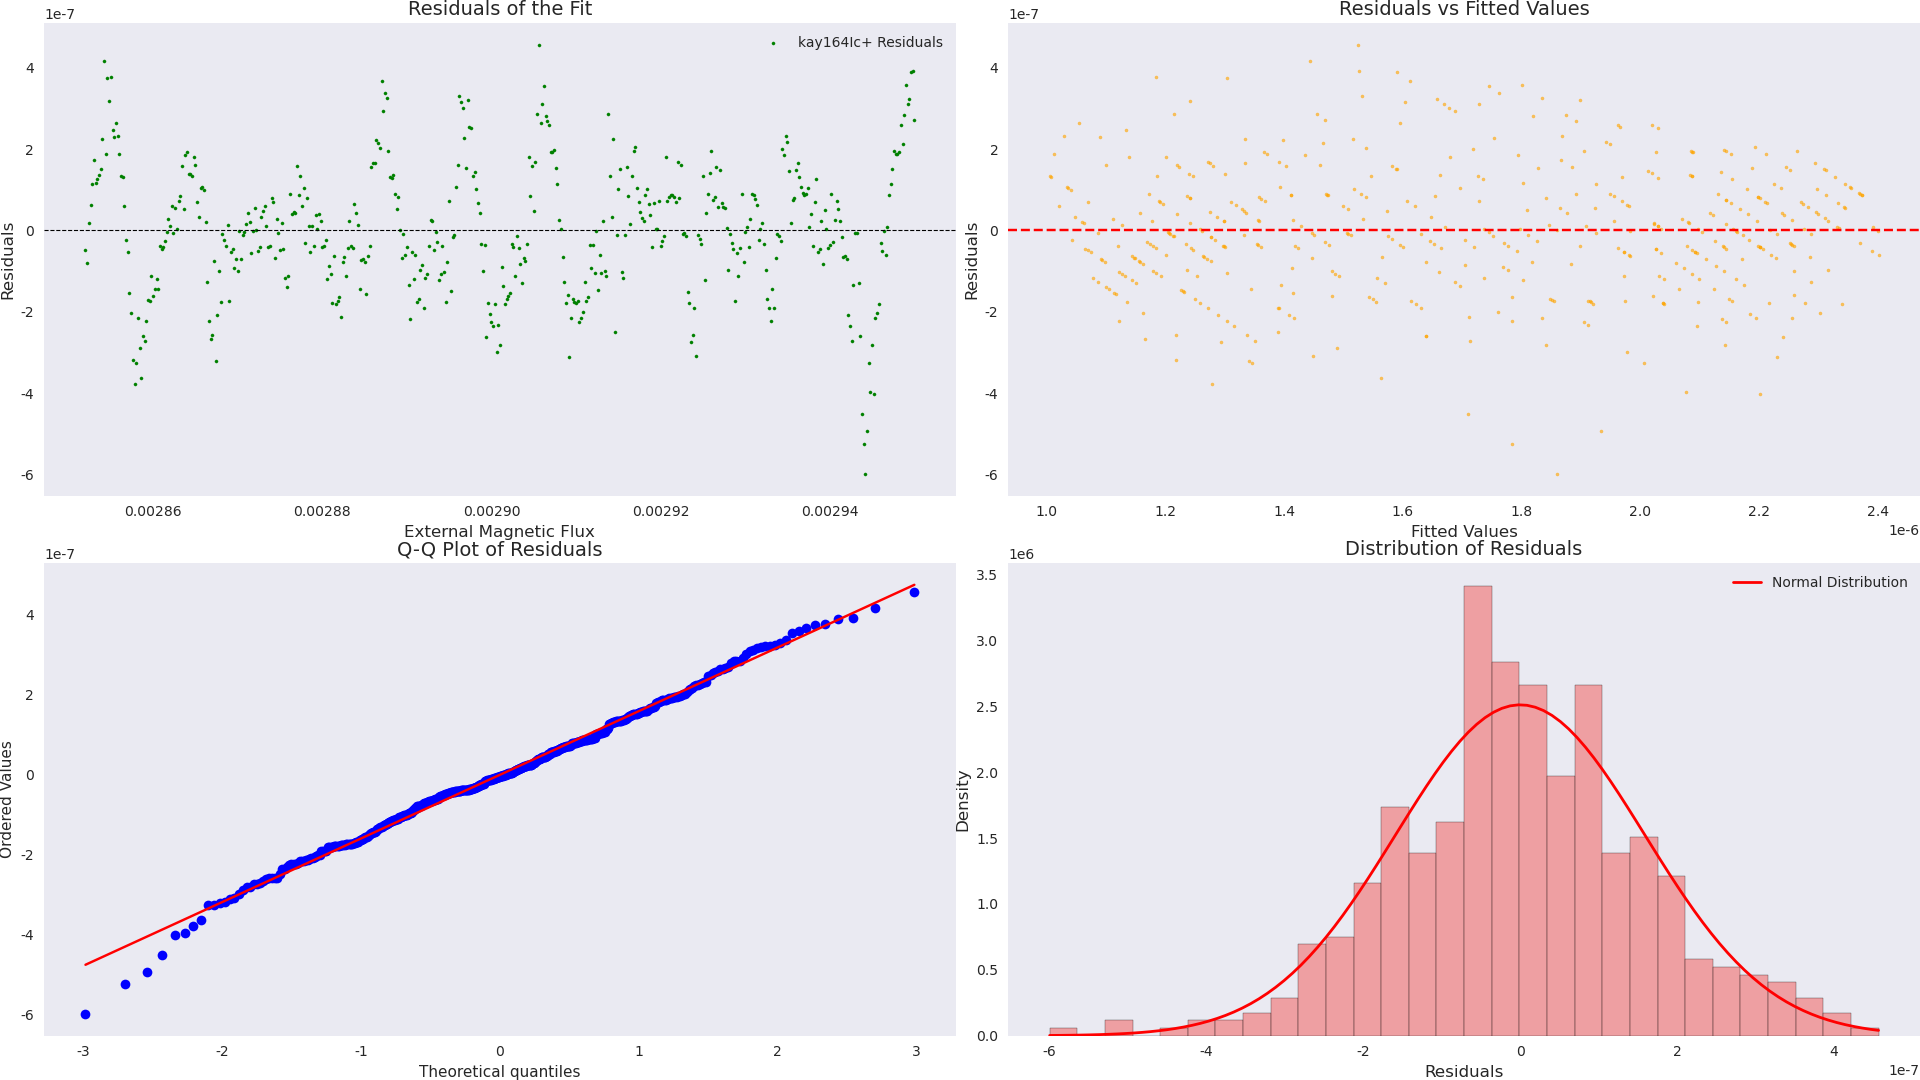 Residuals of the Fit
1e-7
kay164Ic+ Residuals
4
2
0
-2
-4
-6
Residuals
0.00286
0.00288
0.00290
0.00292
0.00294
External Magnetic Flux
Residuals vs Fitted Values
1e-7
4
2
0
-2
-4
-6
Residuals
1.0
1.2
1.4
1.6
1.8
2.0
2.2
2.4
1e-6
Fitted Values
Q-Q Plot of Residuals
1e-7
4
2
0
-2
-4
-6
Ordered Values
-3
-2
-1
0
1
2
3
Theoretical quantiles
Distribution of Residuals
1e6
Normal Distribution
3.5
3.0
2.5
2.0
1.5
1.0
0.5
0.0
Density
-6
-4
-2
0
2
4
1e-7
Residuals